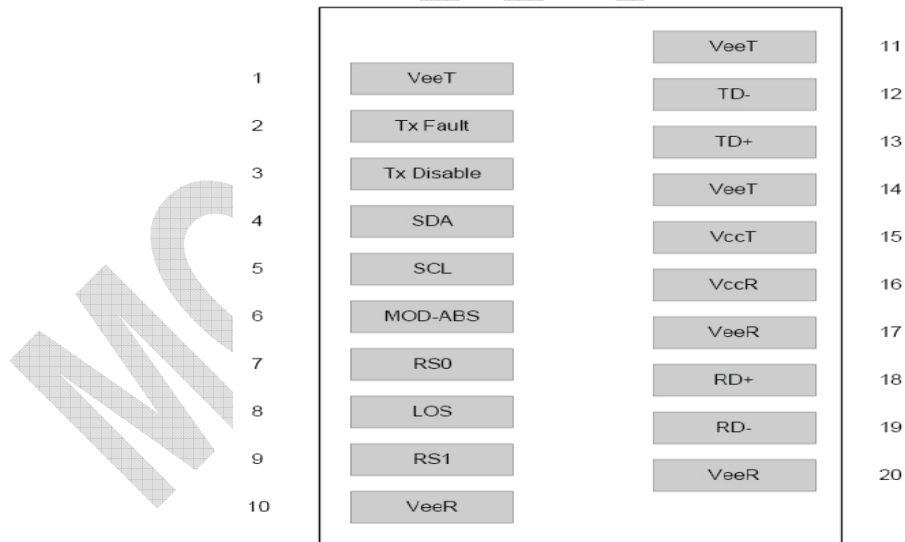 VeeT 11
1 VeeT
TD- 12
2 Tx Fault
TD+ 13
3 Tx Disable
VeeT 14
4 SDA
VccT 15
5 SCL
VccR 16
6 MOD-ABS
VeeR 17
7 RS0
RD+ 18
8 LOS
RD- 19
9 RS1
VeeR 20
10 VeeR